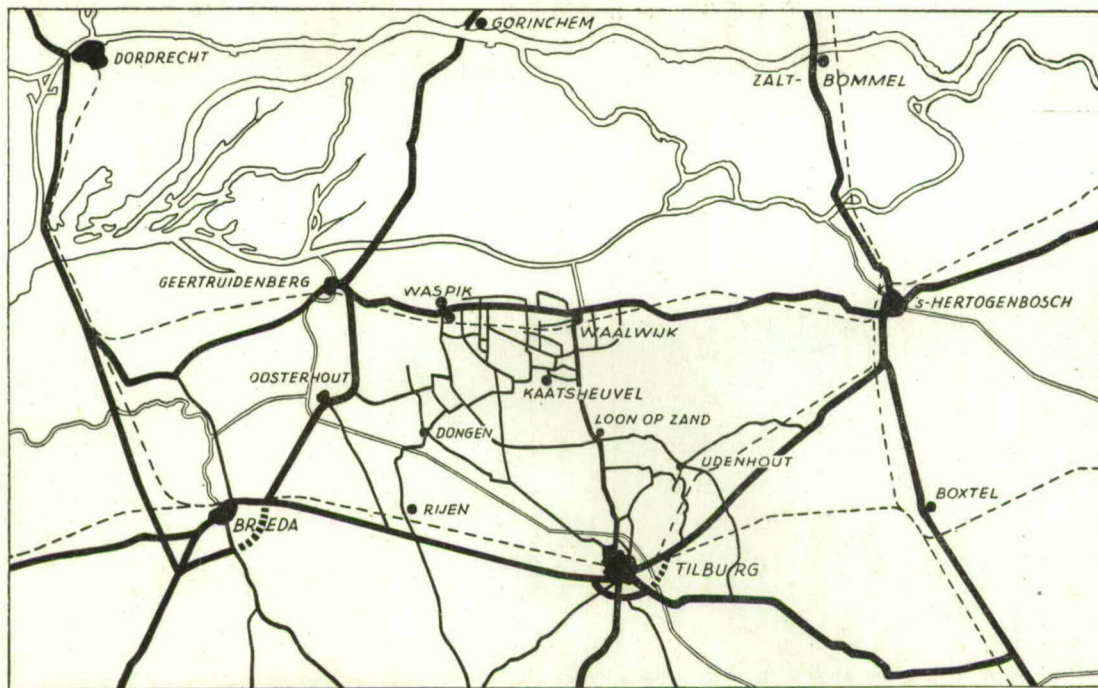 GORINCHEM
DORDRECHT
ZALT-BOMMEL
GEERTRUIDENBERG
WASPIK
'S-HERTOGENBOSCH
WAALWIJK
OOSTERHOUT
KAATSHEUVEL
LOON OP ZAND
DONGEN
UDENHOUT
BOXTEL
RIJEN
BREDA
TILBURG